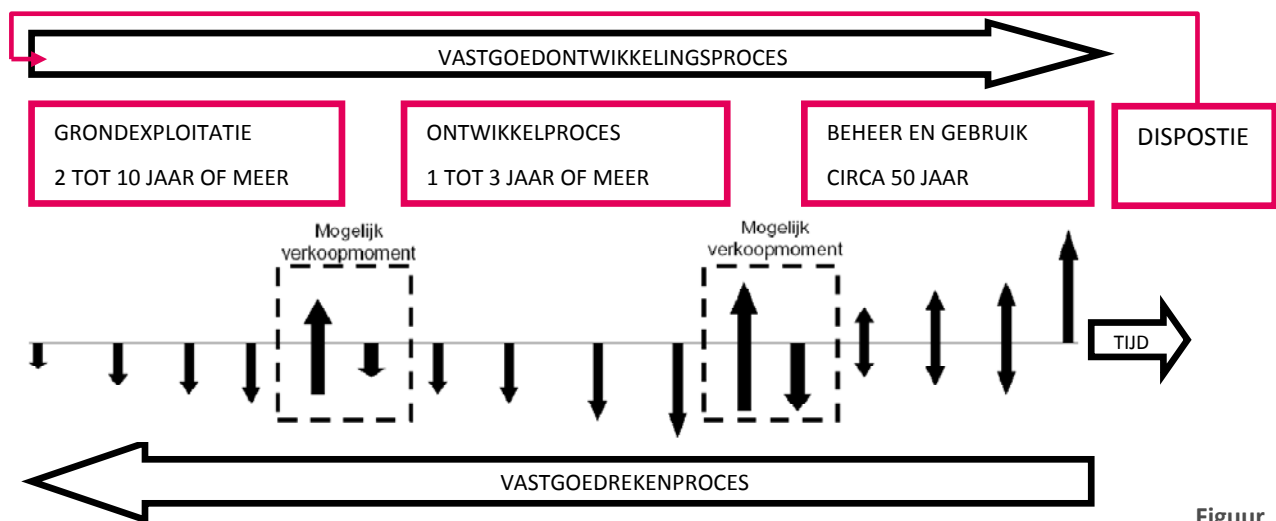 VASTGOEDONTWIKKELINGSPROCES
GRONDEXPLOITATIE
2 TOT 10 JAAR OF MEER
ONTWIKKELPROCES
1 TOT 3 JAAR OF MEER
BEHEER EN GEBRUIK
CIRCA 50 JAAR
DISPOSTIE
Mogelijk
verkoopmoment
Mogelijk
verkoopmoment
TIJD
VASTGOEDREKENPROCES
Figuur